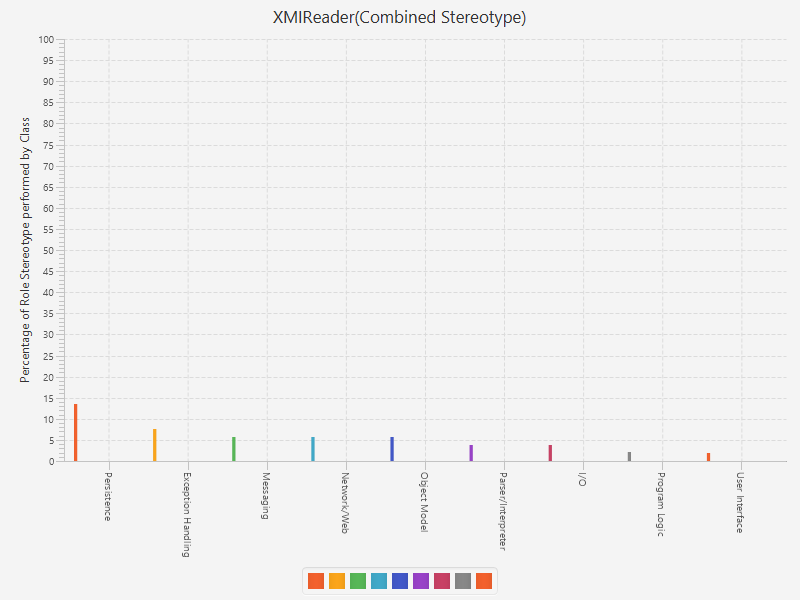 XMIReader(Combined Stereotype)
Percentage of Role Stereotype performed by Class
100
95
90
85
80
75
70
65
60
55
50
45
40
35
30
25
20
15
10
5
0
Persistence
Exception Handling
Messaging
Network/Web
Object Model
Parser/Interpreter
I/O
Program Logic
User Interface